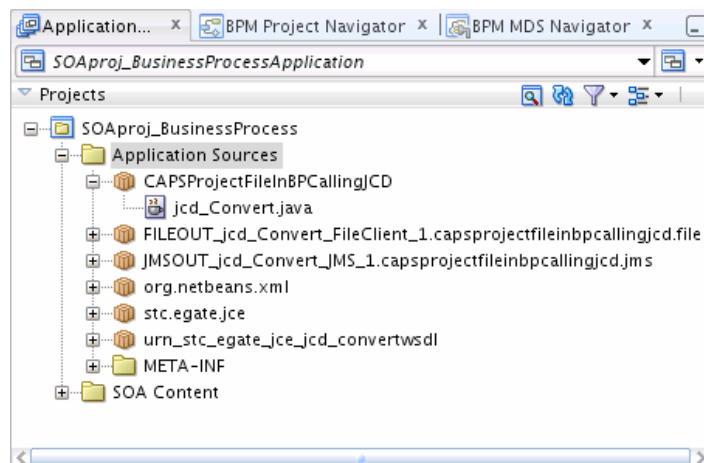 Application... x BPM Project Navigator x BPM MDS Navigator x
SOAproj_BusinessProcessApplication
Projects
SOAproj_BusinessProcess
Application Sources
CAPSProjectFileInBPCallingJCD
jcd_Convert.java
FILEOUT_jcd_Convert_FileClient_1.capsprojectfileinbpcallingjcd.file
JMSOUT_jcd_Convert_JMS_1.capsprojectfileinbpcallingjcd.jms
org.netbeans.xml
stc.egate.jce
urn_stc_egate_jce_jcd_convertwsdl
META-INF
SOA Content